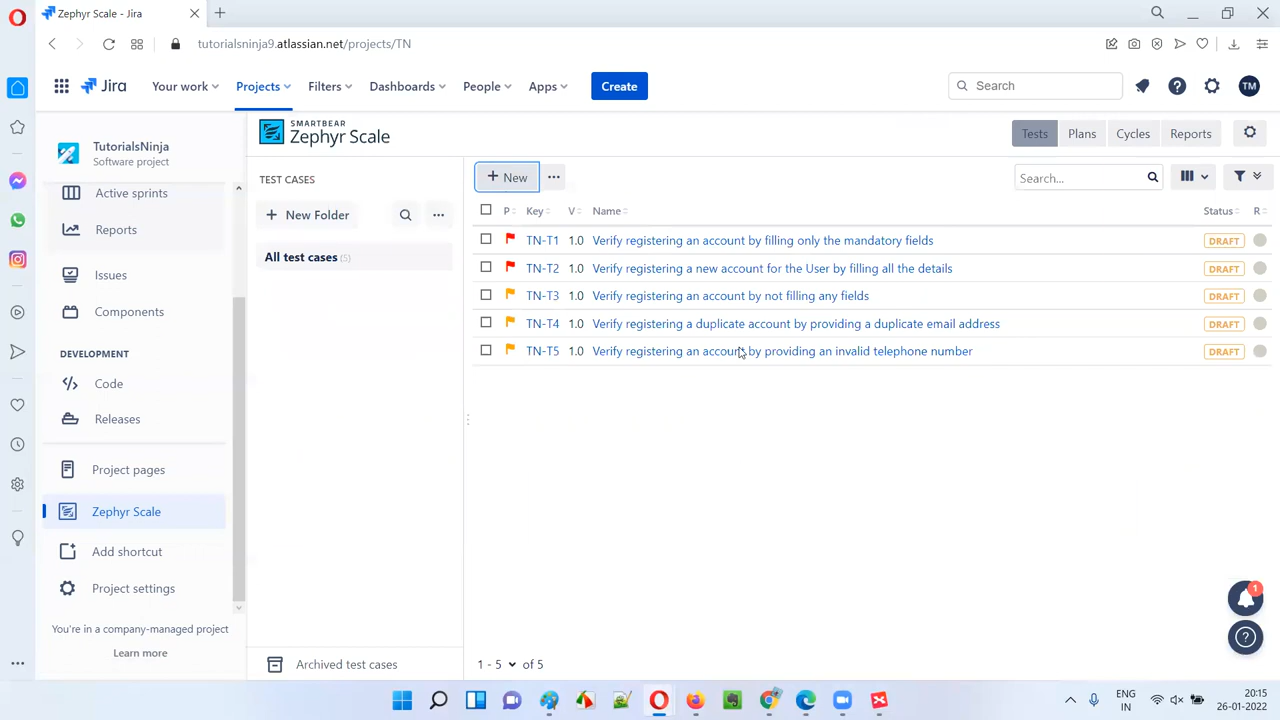 Zephyr Scale - Jira
tutorialsninja9.atlassian.net/projects/TN
Jira Your work Projects Filters Dashboards People Apps Create Search TM
TutorialsNinja
Software project
Active sprints
Reports
Issues
Components
DEVELOPMENT
Code
Releases
Project pages
Zephyr Scale
Add shortcut
Project settings
You're in a company-managed project
Learn more
SMARTBEAR
Zephyr Scale
Tests Plans Cycles Reports
TEST CASES
+ New Folder
All test cases (5)
Archived test cases
+ New
Search...
P Key V Name Status R
TN-T1 1.0 Verify registering an account by filling only the mandatory fields DRAFT
TN-T2 1.0 Verify registering a new account for the User by filling all the details DRAFT
TN-T3 1.0 Verify registering an account by not filling any fields DRAFT
TN-T4 1.0 Verify registering a duplicate account by providing a duplicate email address DRAFT
TN-T5 1.0 Verify registering an account by providing an invalid telephone number DRAFT
1 - 5 of 5
1
ENG
IN
20:15
26-01-2022